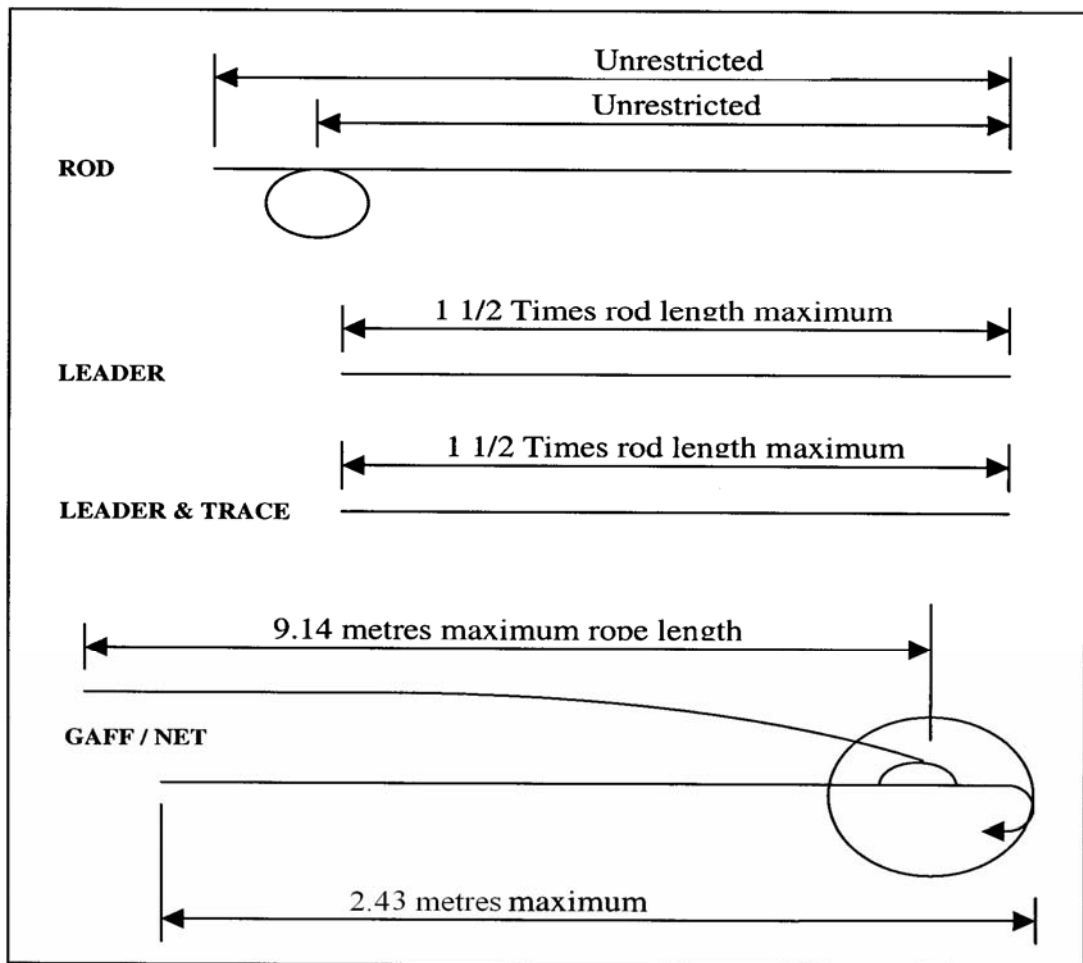 Unrestricted
Unrestricted
ROD
1 1/2 Times rod length maximum
LEADER
1 1/2 Times rod length maximum
LEADER & TRACE
9.14 metres maximum rope length
GAFF / NET
2.43 metres maximum